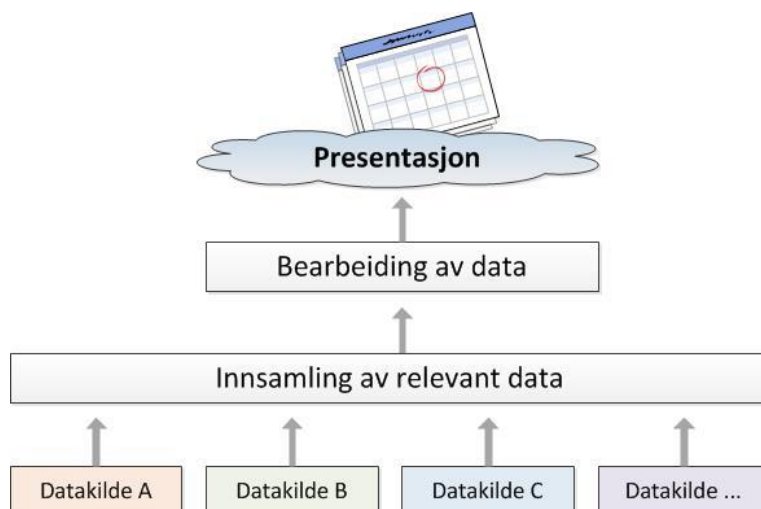 Presentasjon
Bearbeiding av data
Innsamling av relevant data
Datakilde A
Datakilde B
Datakilde C
Datakilde ...